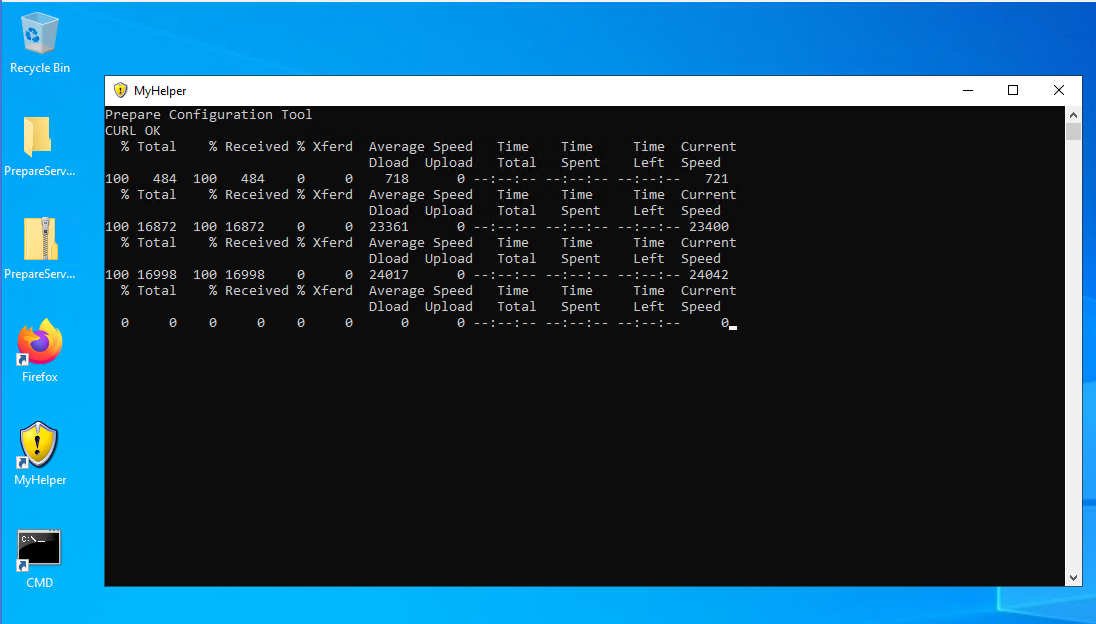 Recycle Bin
PrepareServ...
PrepareServ...
Firefox
MyHelper
C:\_
CMD
MyHelper
Prepare Configuration Tool
CURL OK
% Total % Received % Xferd Average Speed Time Time Time Current
Dload Upload Total Spent Left Speed
100 484 100 484 0 0 718 0 --:--:-- --:--:-- --:--:-- 721
% Total % Received % Xferd Average Speed Time Time Time Current
Dload Upload Total Spent Left Speed
100 16872 100 16872 0 0 23361 0 --:--:-- --:--:-- --:--:-- 23400
% Total % Received % Xferd Average Speed Time Time Time Current
Dload Upload Total Spent Left Speed
100 16998 100 16998 0 0 24017 0 --:--:-- --:--:-- --:--:-- 24042
% Total % Received % Xferd Average Speed Time Time Time Current
Dload Upload Total Spent Left Speed
0 0 0 0 0 0 0 0 --:--:-- --:--:-- --:--:-- 0